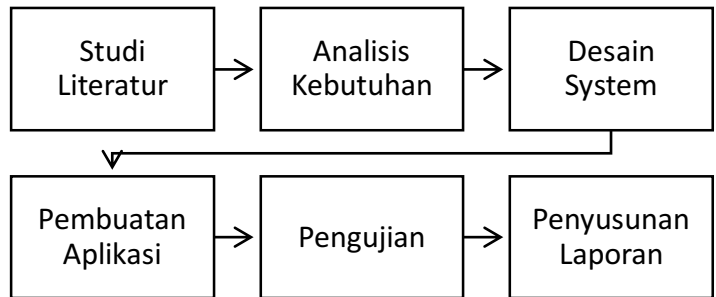 Studi
Literatur
Analisis
Kebutuhan
Desain
System
Pembuatan
Aplikasi
Pengujian
Penyusunan
Laporan